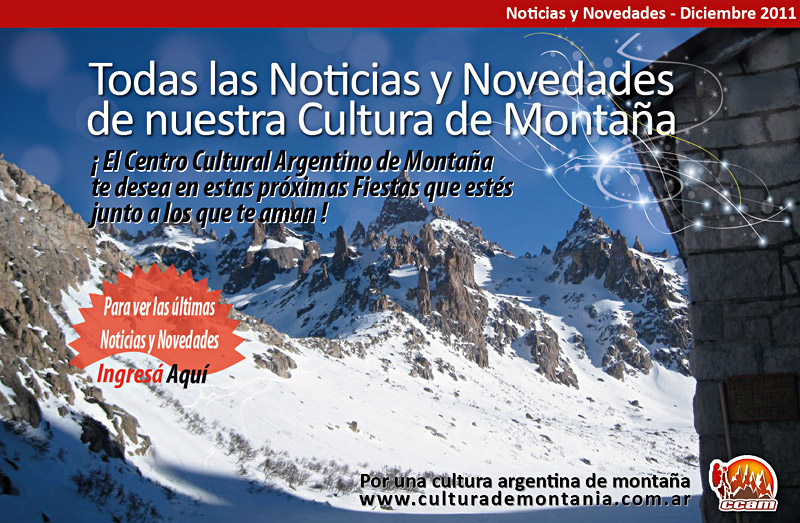 Noticias y Novedades - Diciembre 2011
Todas las Noticias y Novedades
de nuestra Cultura de Montaña
¡ El Centro Cultural Argentino de Montaña
te desea en estas próximas Fiestas que estés
junto a los que te aman !
Para ver las últimas
Noticias y Novedades
Ingresá Aquí
Por una cultura argentina de montaña
www.culturademontania.com.ar
ccam